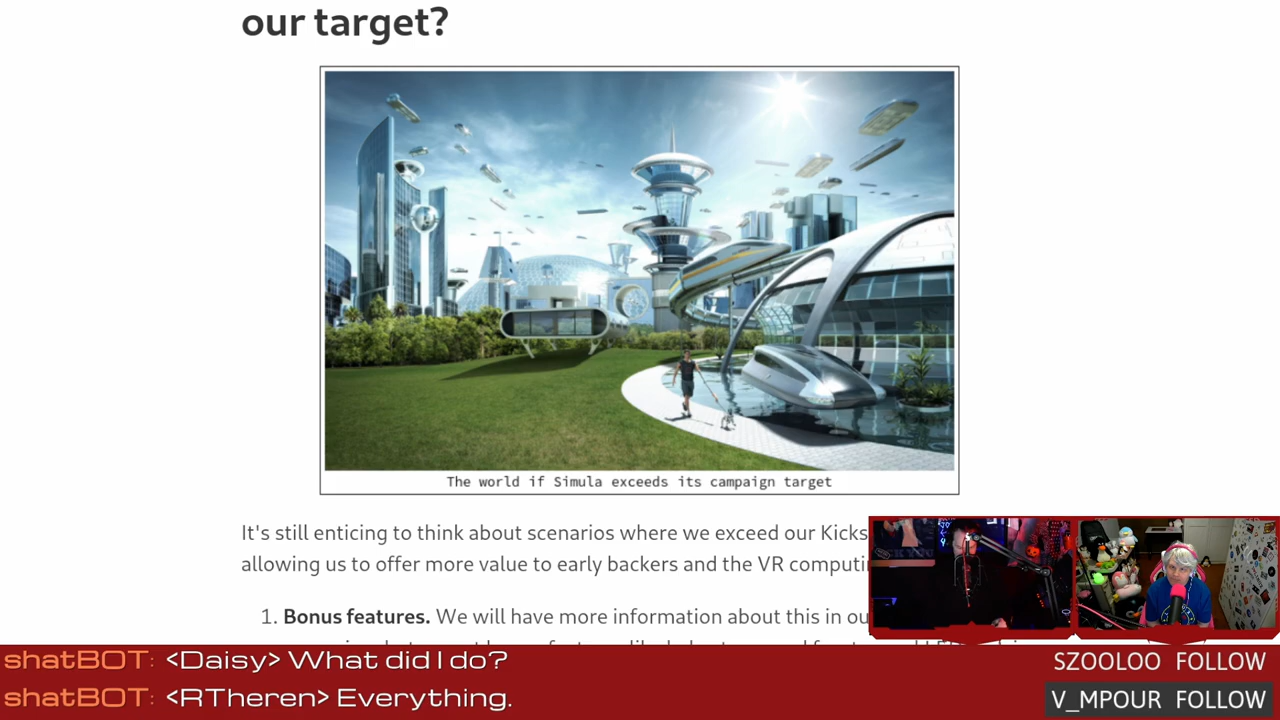 our target?
The world if Simula exceeds its campaign target
It's still enticing to think about scenarios where we exceed our Kicks
allowing us to offer more value to early backers and the VR
1. Bonus features. We will have more information about this in
shatBOT: <Daisy> What did I do?
SZOOLOO FOLLOW
shatBOT: <RTheren> Everything.
V_MPOUR FOLLOW